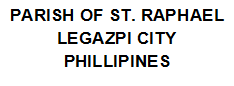 PARISH OF ST. RAPHAEL
LEGAZPI CITY
PHILLIPINES